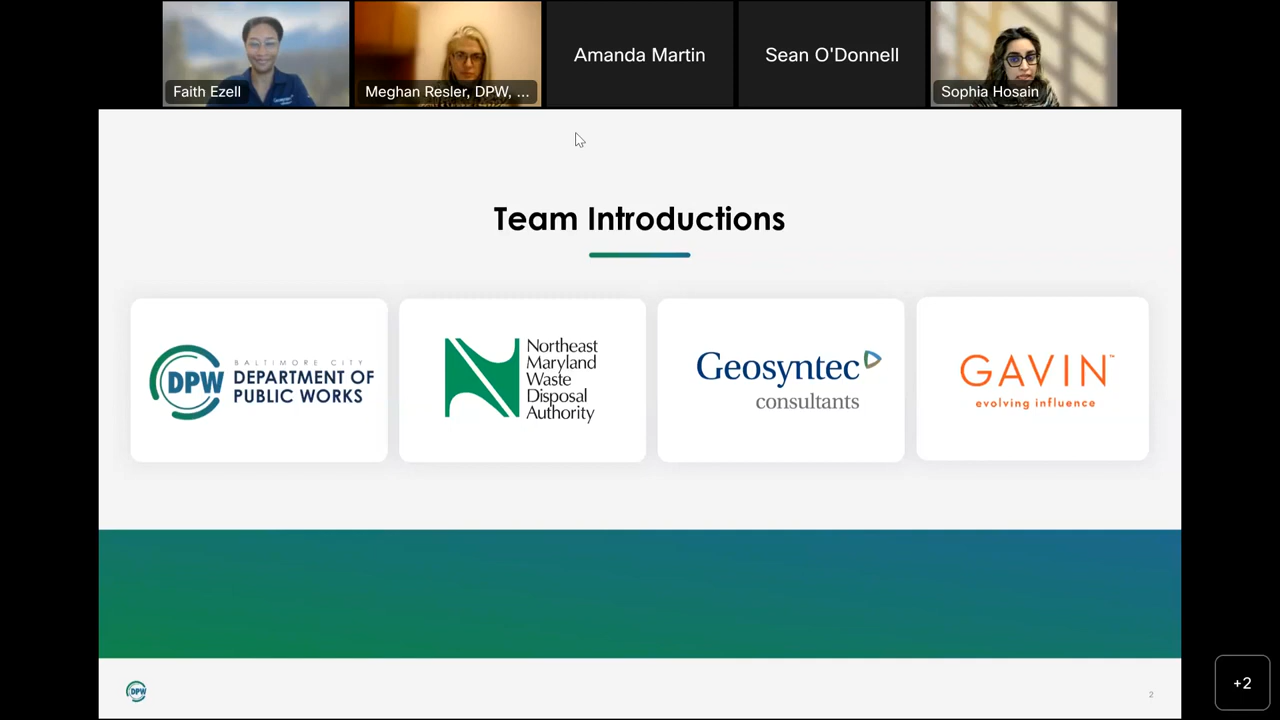 Faith Ezell
Meghan Resler, DPW, ...
Amanda Martin
Sean O'Donnell
Sophia Hosain
Team Introductions
DPW
BALTIMORE CITY
DEPARTMENT OF
PUBLIC WORKS
Northeast
Maryland
Waste
Disposal
Authority
Geosyntec
consultants
GAVIN™
evolving influence
DPW
2
+2